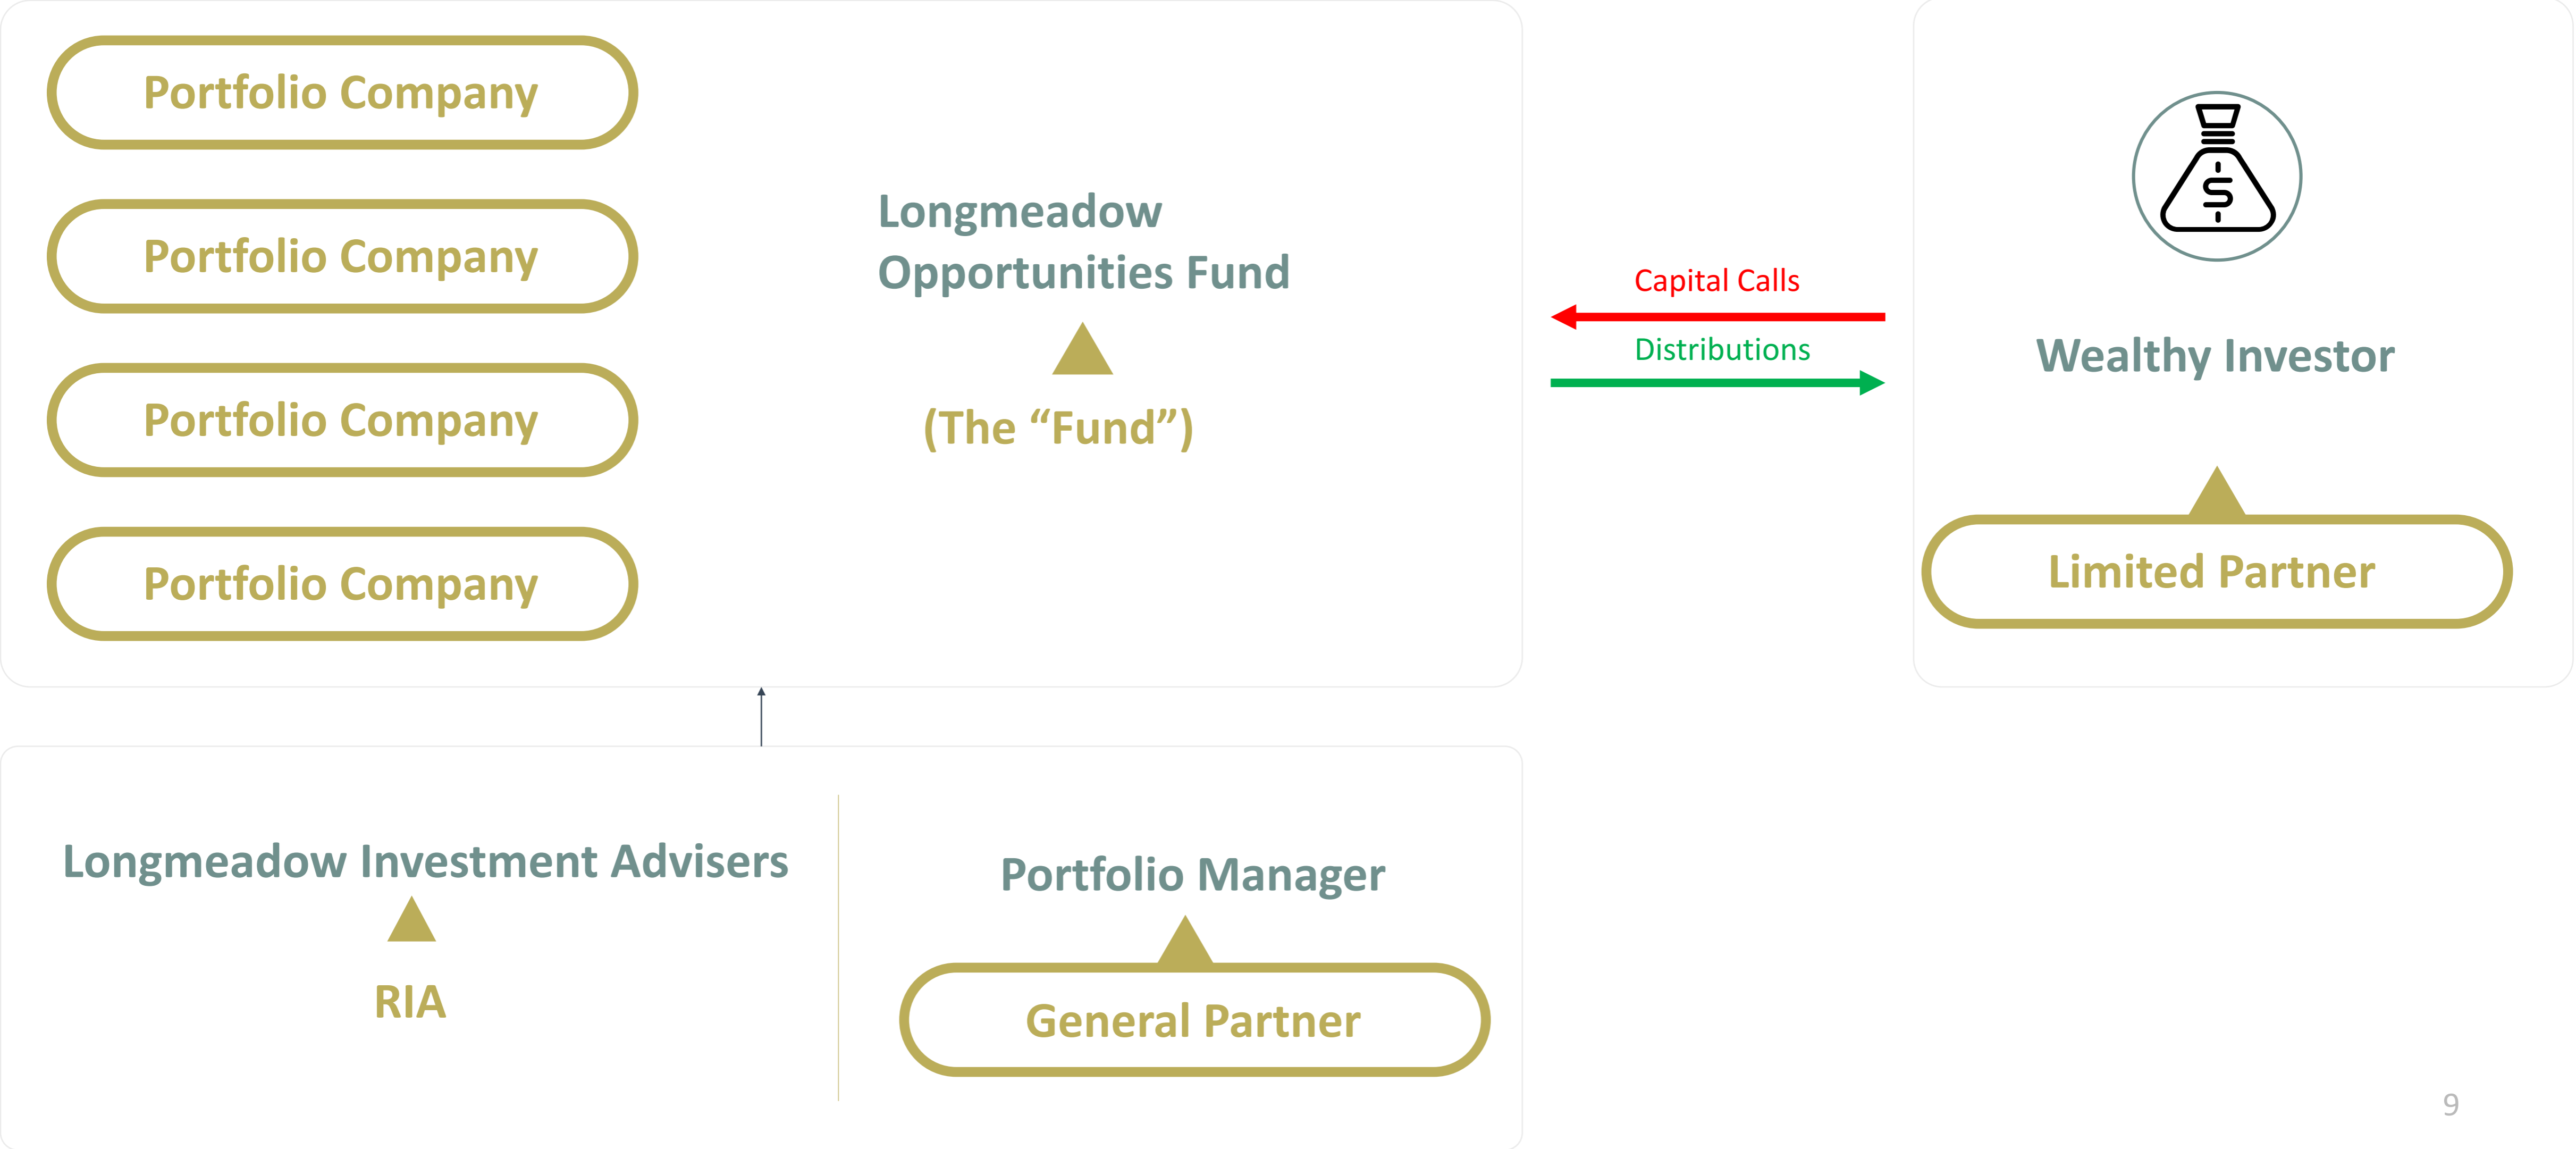 Portfolio Company
Portfolio Company
Portfolio Company
Portfolio Company
Longmeadow
Opportunities Fund
(The “Fund”)
Capital Calls
Distributions
$
Wealthy Investor
Limited Partner
Longmeadow Investment Advisers
RIA
Portfolio Manager
General Partner
9